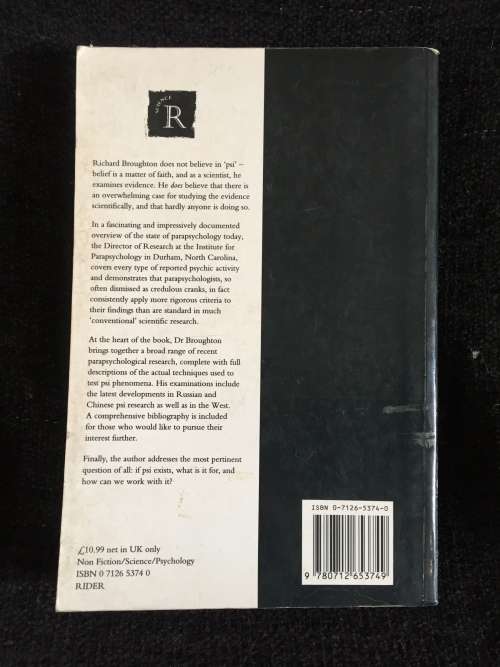 SCIENCE
R
Richard Broughton does not believe in ‘psi’ –
belief is a matter of faith, and as a scientist, he
examines evidence. He does believe that there is
an overwhelming case for studying the evidence
scientifically, and that hardly anyone is doing so.
In a fascinating and impressively documented
overview of the state of parapsychology today,
the Director of Research at the Institute for
Parapsychology in Durham, North Carolina,
covers every type of reported psychic activity
and demonstrates that parapsychologists, so
often dismissed as credulous cranks, in fact
consistently apply more rigorous criteria to
their findings than are standard in much
‘conventional’ scientific research.
At the heart of the book, Dr Broughton
brings together a broad range of recent
parapsychological research, complete with full
descriptions of the actual techniques used to
test psi phenomena. His examinations include
the latest developments in Russian and
Chinese psi research as well as in the West.
A comprehensive bibliography is included
for those who would like to pursue their
interest further.
Finally, the author addresses the most pertinent
question of all: if psi exists, what is it for, and
how can we work with it?
£10.99 net in UK only
Non Fiction/Science/Psychology
ISBN 0 7126 5374 0
RIDER
ISBN 0-7126-5374-0
9 780712 653749